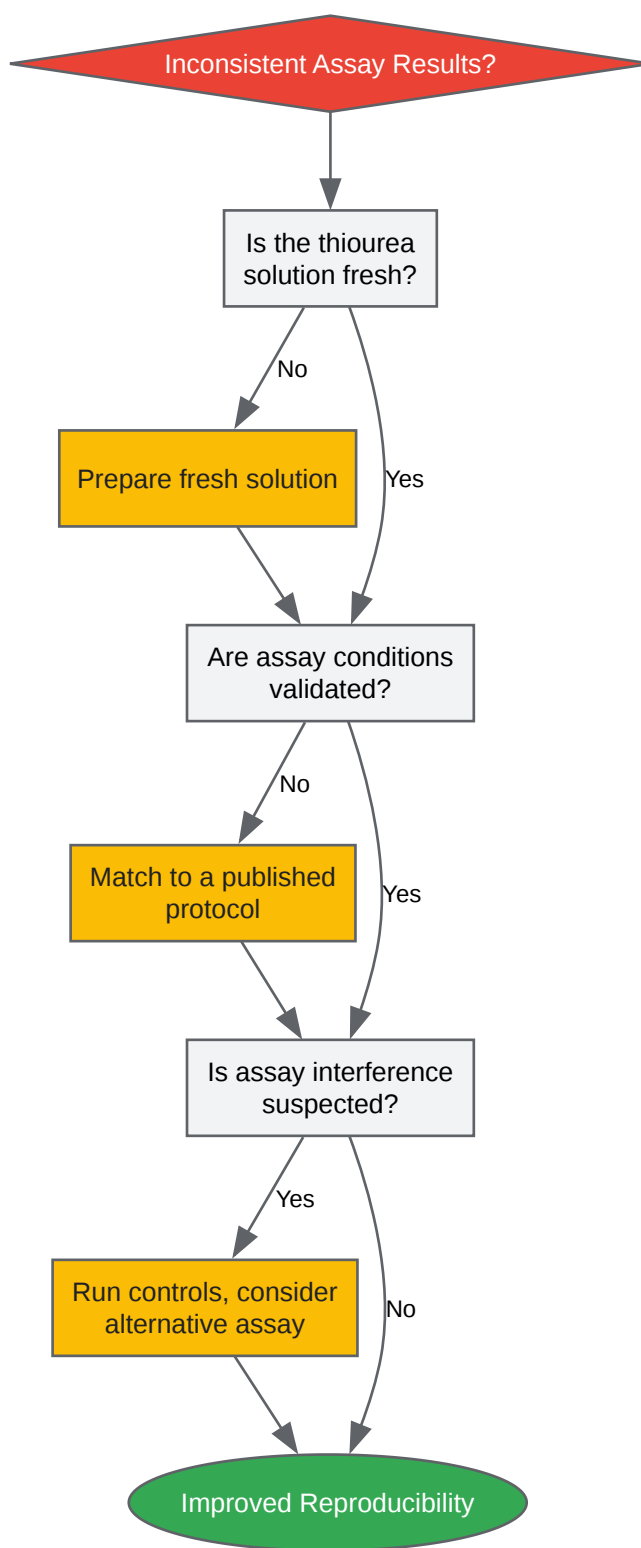 Inconsistent Assay Results?
Is the thiourea
solution fresh?
No
Prepare fresh solution
Yes
Are assay conditions
validated?
No
Match to a published
protocol
Yes
Is assay interference
suspected?
Yes
Run controls, consider
alternative assay
No
Improved Reproducibility